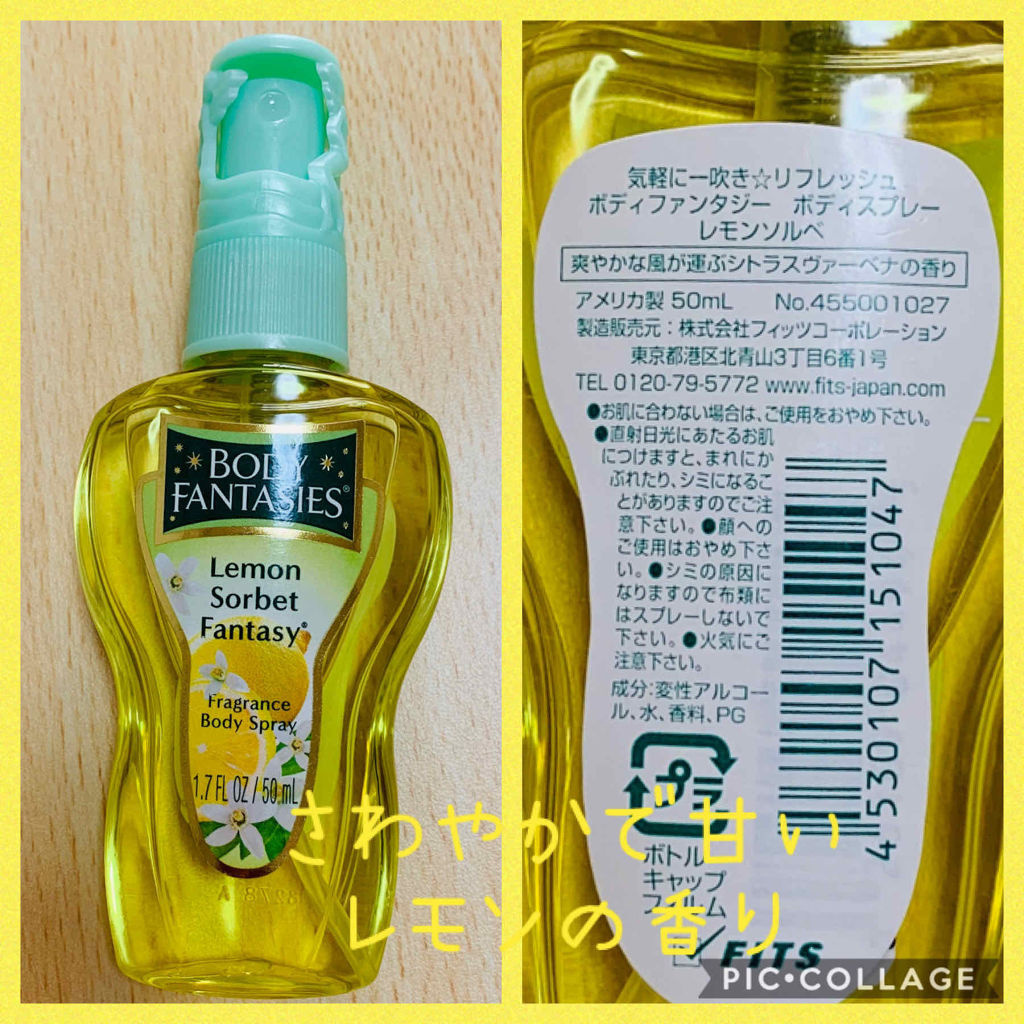 BODY
FANTASIES®
Lemon
Sorbet
Fantasy®
Fragrance
Body Spray
1.7 FL OZ / 50 mL
気軽に一吹き☆リフレッシュ
ボディファンタジー ボディスプレー
レモンソルベ
爽やかな風が運ぶシトラスヴァーベナの香り
アメリカ製 50mL No.455001027
製造販売元：株式会社フィッツコーポレーション
東京都港区北青山3丁目6番1号
TEL 0120-79-5772 www.fits-japan.com
●お肌に合わない場合は、ご使用をおやめ下さい。
●直射日光にあたるお肌
につけますと、まれにか
ぶれたり、シミになるこ
とがありますのでご注
意下さい。●顔への
ご使用はおやめ下さ
い。●シミの原因に
なりますので布類に
はスプレーしないで
下さい。●火気にご
注意下さい。
成分:変性アルコー
ル、水、香料、PG
4530107151047
プラ
ボトル
キャップ
フィルム
FITS
さわやかで甘い
レモンの香り
PIC•COLLAGE